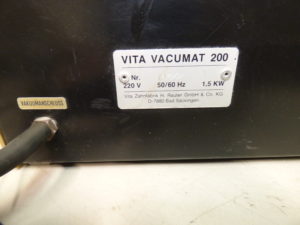 VITA VACUMAT 200
Nr.
220 V 50/60 Hz 1.5 KW
Vita Zahnfabrik H. Rauter GmbH & Co. KG
D-7880 Bad Säckingen
VAKUUMANSCHLUSS